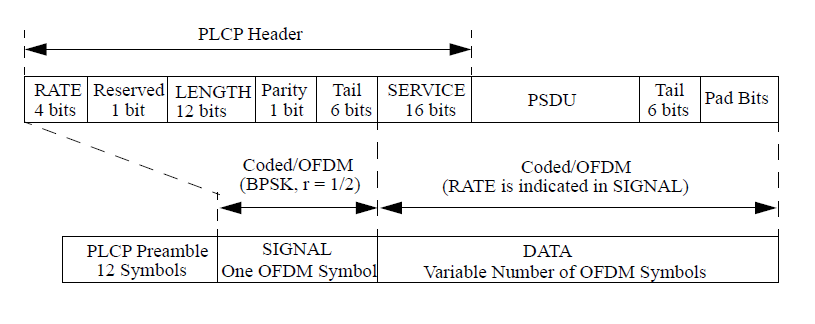 PLCP Header
RATE Reserved LENGTH Parity Tail SERVICE PSDU Tail Pad Bits
4 bits 1 bit 12 bits 1 bit 6 bits 16 bits 6 bits
Coded/OFDM Coded/OFDM
(BPSK, r = 1/2) (RATE is indicated in SIGNAL)
PLCP Preamble SIGNAL DATA
12 Symbols One OFDM Symbol Variable Number of OFDM Symbols